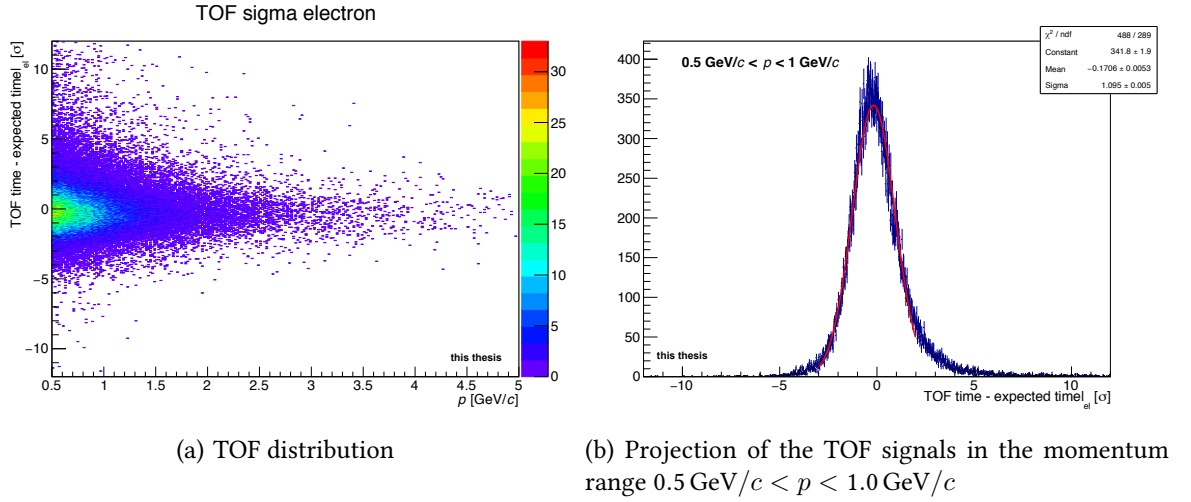 TOF sigma electron
TOF time - expected time|el [σ]
10
5
0
-5
-10
0.5 1 1.5 2 2.5 3 3.5 4 4.5 5
p [GeV/c]
this thesis
30
25
20
15
10
5
0
(a) TOF distribution
χ² / ndf 488 / 289
Constant 341.8 ± 1.9
Mean -0.1706 ± 0.0053
Sigma 1.095 ± 0.005
0.5 GeV/c < p < 1 GeV/c
400
350
300
250
200
150
100
50
0
this thesis
-10 -5 0 5 10
TOF time - expected time|el [σ]
(b) Projection of the TOF signals in the momentum
range 0.5 GeV/c < p < 1.0 GeV/c